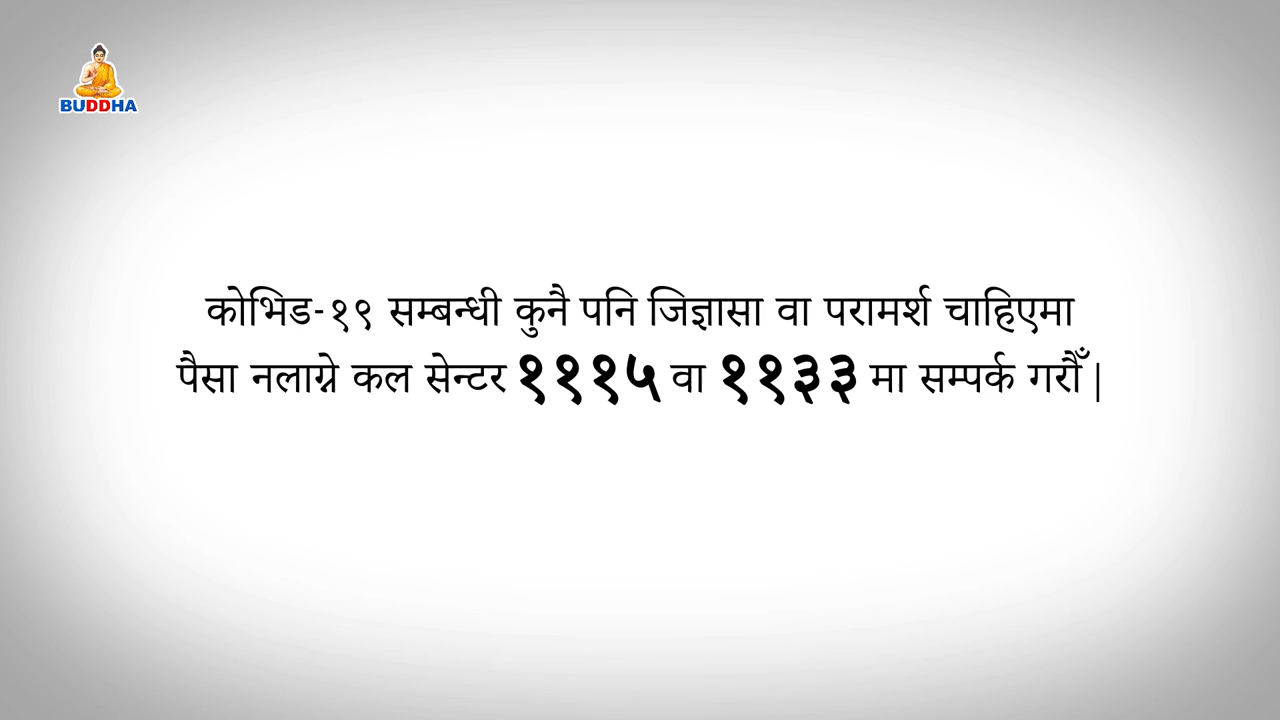 BUDDHA
कोभिड-१९ सम्बन्धी कुनै पनि जिज्ञासा वा परामर्श चाहिएमा
पैसा नलाग्ने कल सेन्टर १११५ वा ११३३ मा सम्पर्क गरौँ |